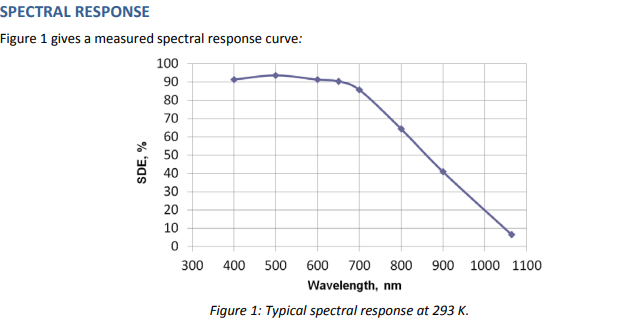 SPECTRAL RESPONSE
Figure 1 gives a measured spectral response curve:
100
90
80
70
60
50
40
30
20
10
0
SDE, %
300 400 500 600 700 800 900 1000 1100
Wavelength, nm
Figure 1: Typical spectral response at 293 K.